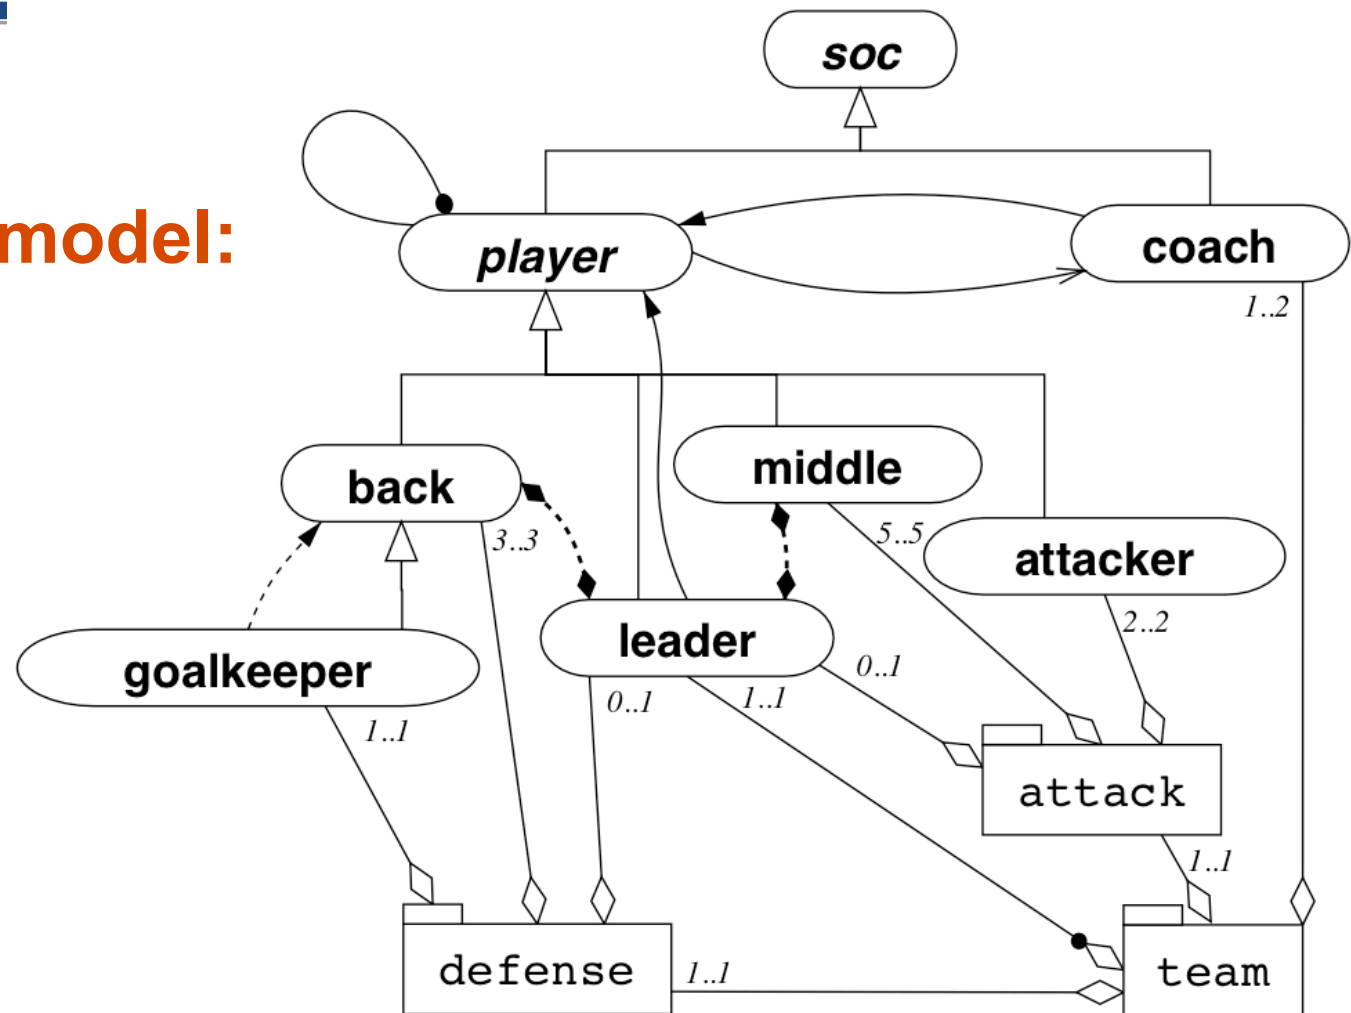 soc
model:
player
coach
1..2
back
middle
3..3
5..5
attacker
goalkeeper
leader
2..2
1..1
0..1
1..1
0..1
attack
1..1
defense
1..1
team